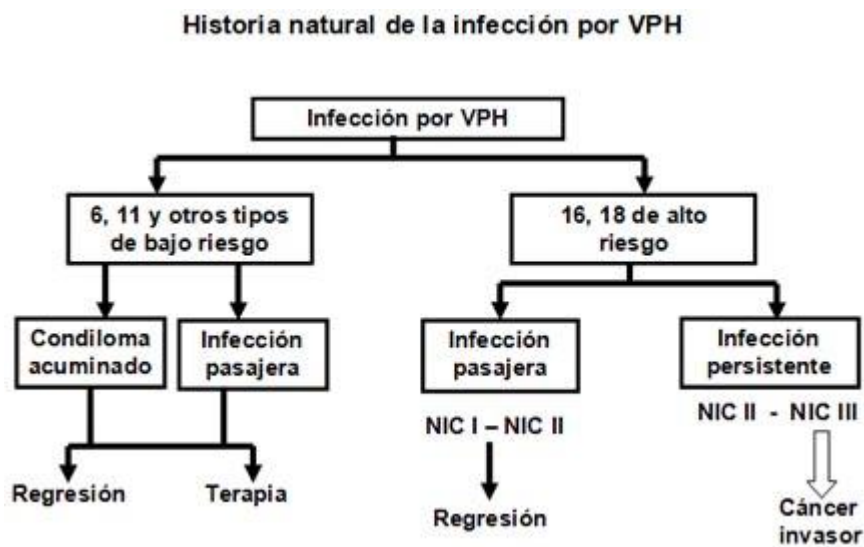 Historia natural de la infección por VPH
Infección por VPH
6, 11 y otros tipos
de bajo riesgo
16, 18 de alto
riesgo
Condiloma
acuminado
Infección
pasajera
Infección
pasajera
Infección
persistente
NIC I – NIC II
NIC II - NIC III
Regresión
Terapia
Regresión
Cáncer
invasor